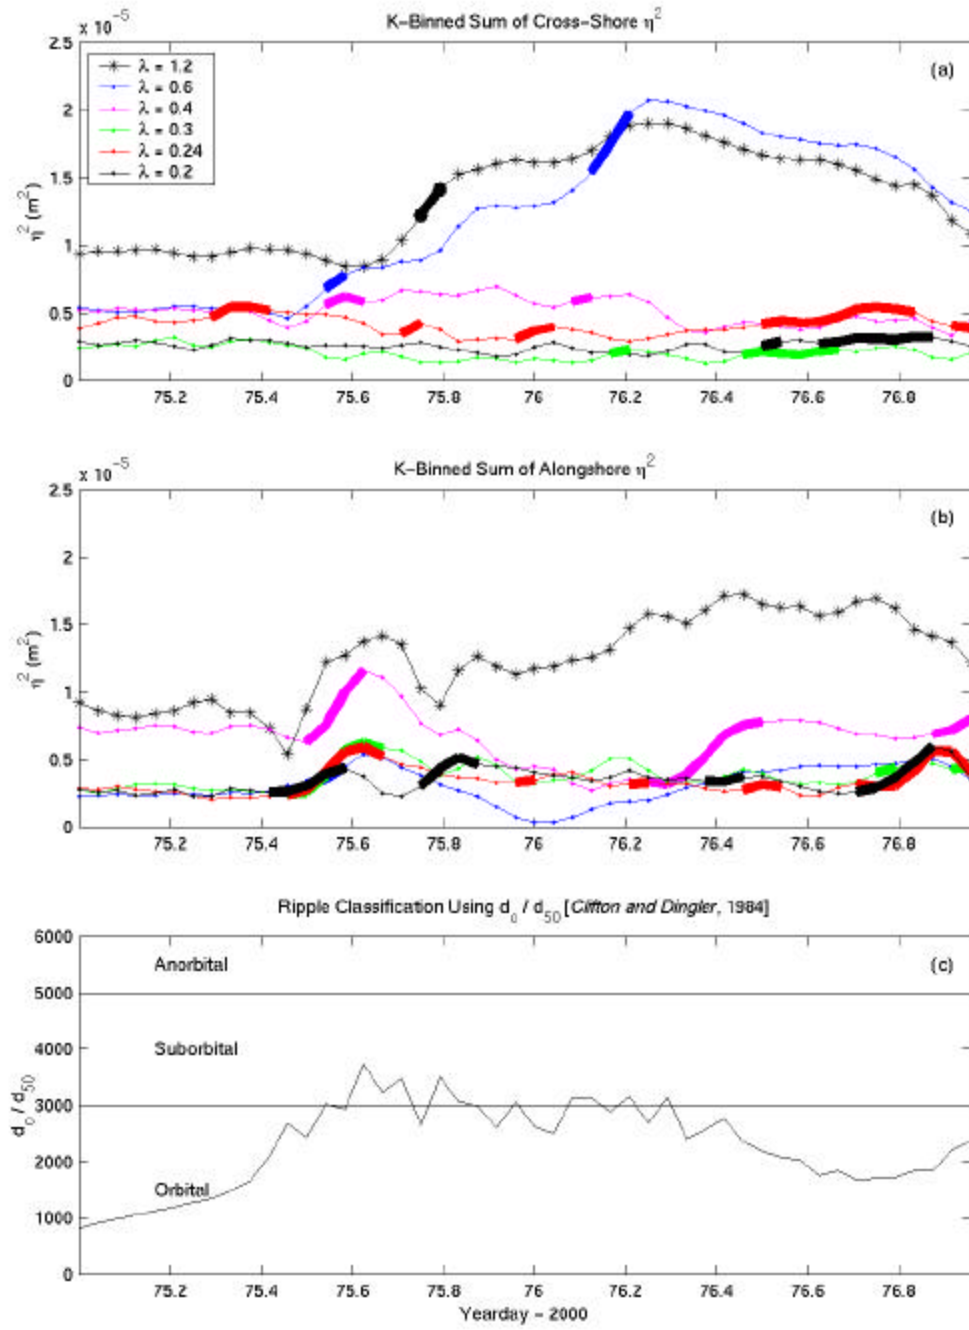 K-Binned Sum of Cross-Shore η²
x 10⁻⁵
2.5
(a)
λ = 1.2
λ = 0.6
λ = 0.4
λ = 0.3
λ = 0.24
λ = 0.2
2
1.5
1
0.5
0
η² (m²)
75.2 75.4 75.6 75.8 76 76.2 76.4 76.6 76.8
K-Binned Sum of Alongshore η²
x 10⁻⁵
2.5
(b)
2
1.5
1
0.5
0
η² (m²)
75.2 75.4 75.6 75.8 76 76.2 76.4 76.6 76.8
Ripple Classification Using d₀ / d₅₀ [Clifton and Dingler, 1984]
6000
Anorbital
(c)
5000
Suborbital
4000
3000
2000
Orbital
1000
0
d₀ / d₅₀
75.2 75.4 75.6 75.8 76 76.2 76.4 76.6 76.8
Yearday - 2000